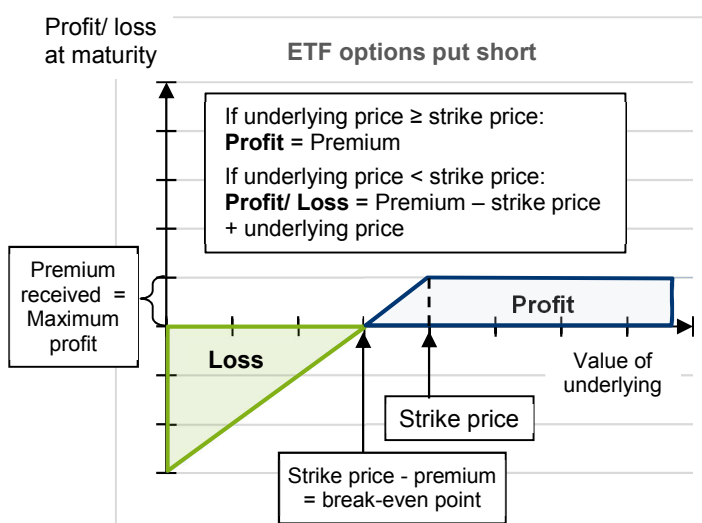 Profit/ loss
at maturity
ETF options put short
If underlying price ≥ strike price:
Profit = Premium
If underlying price < strike price:
Profit/ Loss = Premium – strike price
+ underlying price
Premium
received =
Maximum
profit
Profit
Loss
Value of
underlying
Strike price
Strike price - premium
= break-even point